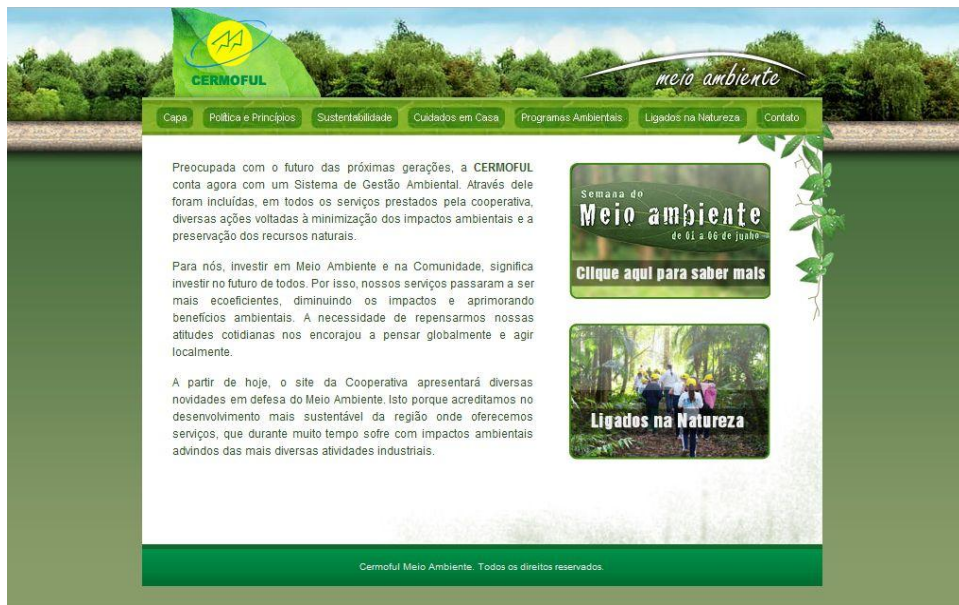 CERMOFUL
meio ambiente
Capa
Política e Princípios
Sustentabilidade
Cuidados em Casa
Programas Ambientais
Ligados na Natureza
Contato
Preocupada com o futuro das próximas gerações, a CERMOFUL
conta agora com um Sistema de Gestão Ambiental. Através dele
foram incluídas, em todos os serviços prestados pela cooperativa,
diversas ações voltadas à minimização dos impactos ambientais e a
preservação dos recursos naturais.
Para nós, investir em Meio Ambiente e na Comunidade, significa
investir no futuro de todos. Por isso, nossos serviços passaram a ser
mais ecoeficientes, diminuindo os impactos e aprimorando
benefícios ambientais. A necessidade de repensarmos nossas
atitudes cotidianas nos encorajou a pensar globalmente e agir
localmente.
A partir de hoje, o site da Cooperativa apresentará diversas
novidades em defesa do Meio Ambiente. Isto porque acreditamos no
desenvolvimento mais sustentável da região onde oferecemos
serviços, que durante muito tempo sofre com impactos ambientais
advindos das mais diversas atividades industriais.
Semana do
Meio ambiente
de 01 a 06 de junho
Clique aqui para saber mais
Ligados na Natureza
Cermoful Meio Ambiente. Todos os direitos reservados.